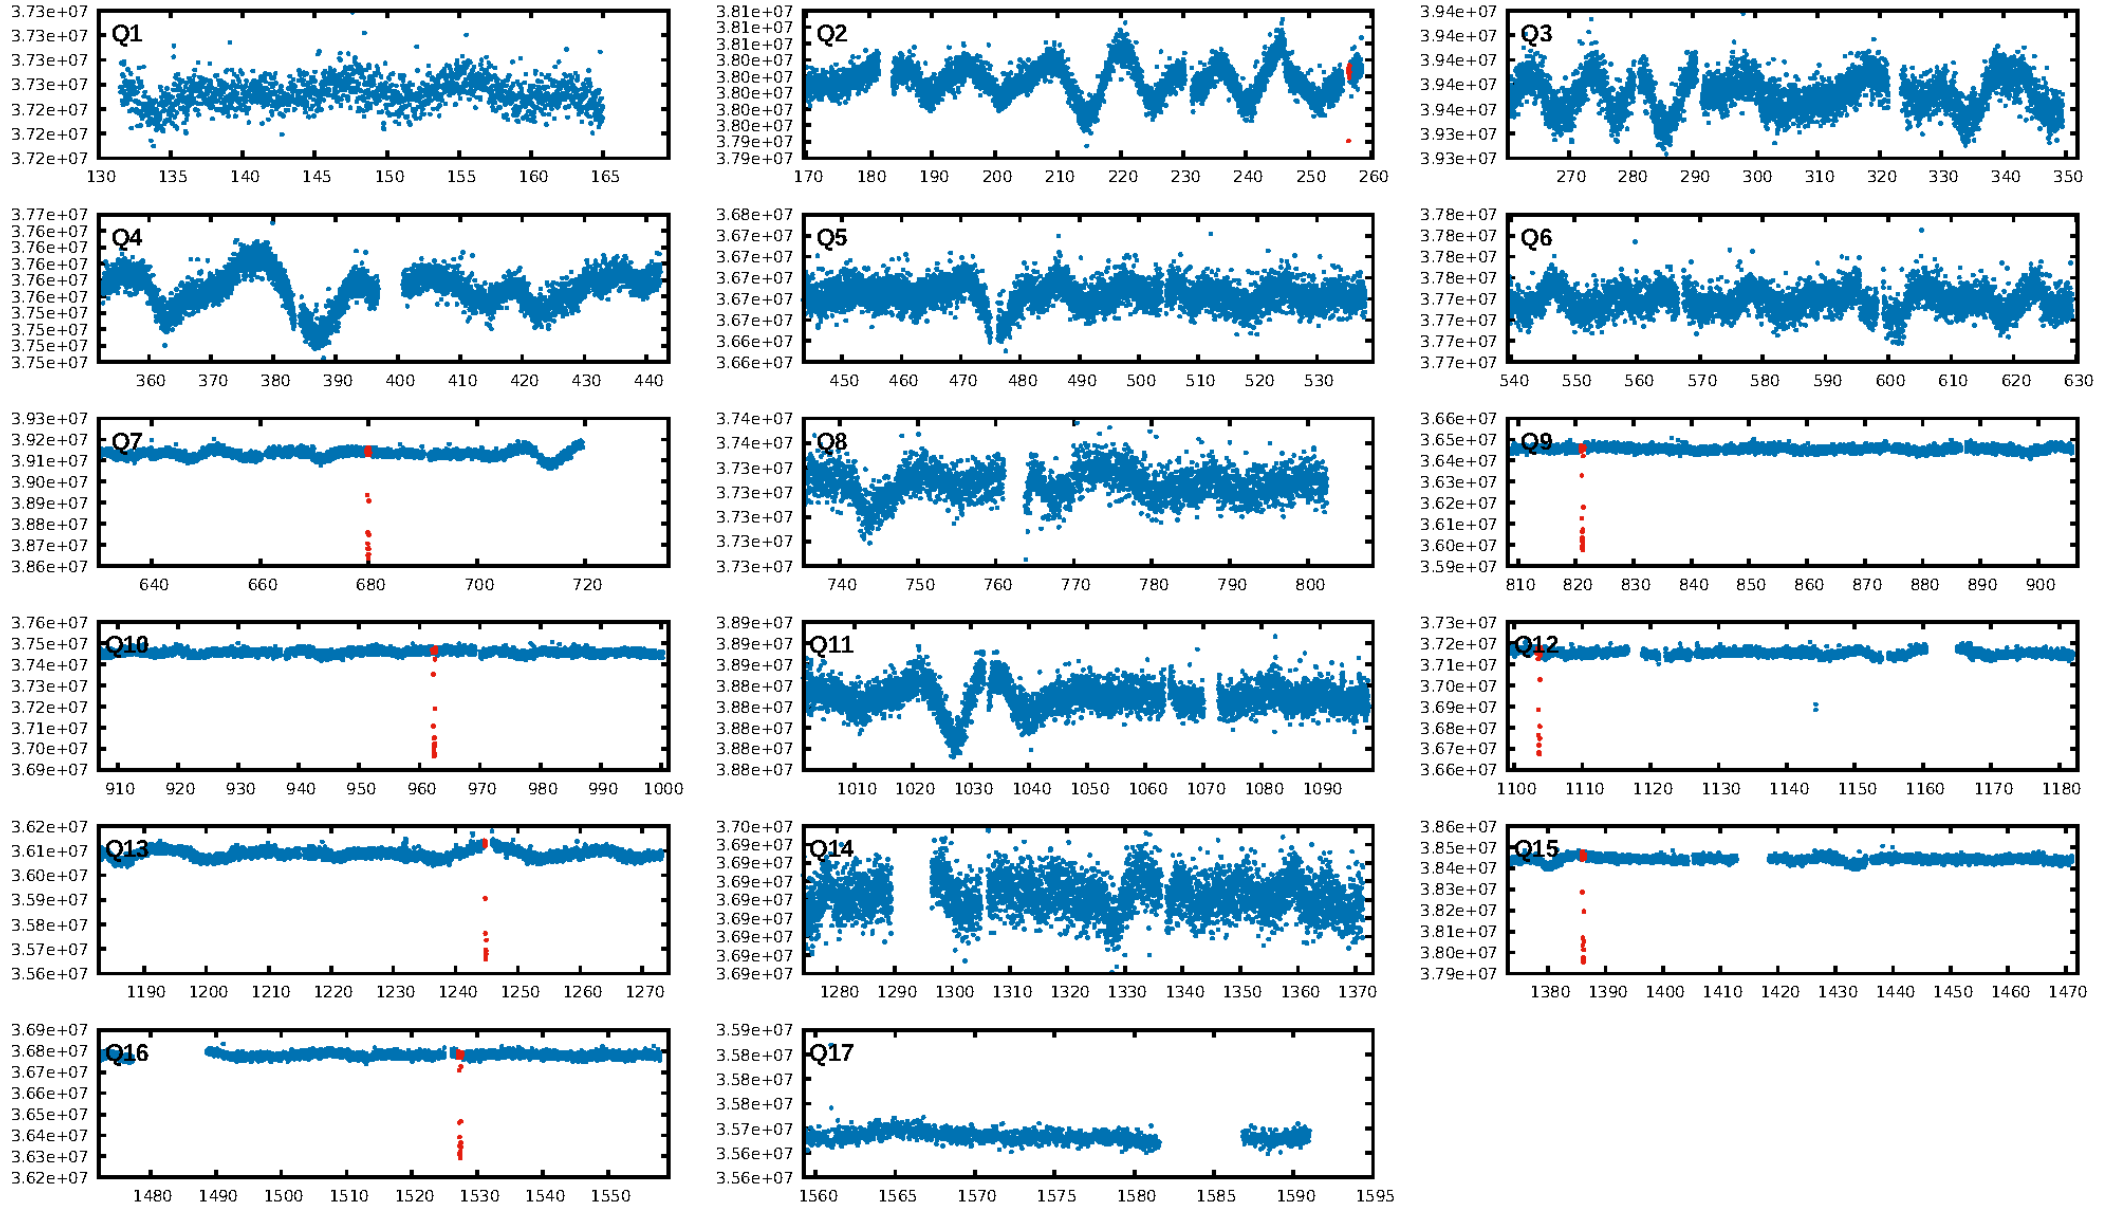 3.73e+07 3.73e+07 3.73e+07 3.73e+07 3.72e+07 3.72e+07 3.72e+07
Q1
130 135 140 145 150 155 160 165
3.81e+07 3.81e+07 3.81e+07 3.80e+07 3.80e+07 3.80e+07 3.80e+07 3.80e+07 3.79e+07 3.79e+07
Q2
170 180 190 200 210 220 230 240 250 260
3.94e+07 3.94e+07 3.94e+07 3.94e+07 3.94e+07 3.93e+07 3.93e+07
Q3
270 280 290 300 310 320 330 340 350
3.77e+07 3.76e+07 3.76e+07 3.76e+07 3.76e+07 3.76e+07 3.75e+07 3.75e+07 3.75e+07
Q4
360 370 380 390 400 410 420 430 440
3.68e+07 3.67e+07 3.67e+07 3.67e+07 3.67e+07 3.67e+07 3.66e+07 3.66e+07
Q5
450 460 470 480 490 500 510 520 530
3.78e+07 3.78e+07 3.78e+07 3.78e+07 3.77e+07 3.77e+07 3.77e+07 3.77e+07
Q6
540 550 560 570 580 590 600 610 620 630
3.93e+07 3.92e+07 3.91e+07 3.90e+07 3.89e+07 3.88e+07 3.87e+07 3.86e+07
Q7
640 660 680 700 720
3.74e+07 3.74e+07 3.73e+07 3.73e+07 3.73e+07 3.73e+07 3.73e+07
Q8
740 750 760 770 780 790 800
3.66e+07 3.65e+07 3.64e+07 3.63e+07 3.62e+07 3.61e+07 3.60e+07 3.59e+07
Q9
810 820 830 840 850 860 870 880 890 900
3.76e+07 3.75e+07 3.74e+07 3.73e+07 3.72e+07 3.71e+07 3.70e+07 3.69e+07
Q10
910 920 930 940 950 960 970 980 990 1000
3.89e+07 3.89e+07 3.89e+07 3.88e+07 3.88e+07 3.88e+07 3.88e+07
Q11
1010 1020 1030 1040 1050 1060 1070 1080 1090
3.73e+07 3.72e+07 3.71e+07 3.70e+07 3.69e+07 3.68e+07 3.67e+07 3.66e+07
Q12
1100 1110 1120 1130 1140 1150 1160 1170 1180
3.62e+07 3.61e+07 3.60e+07 3.59e+07 3.58e+07 3.57e+07 3.56e+07
Q13
1190 1200 1210 1220 1230 1240 1250 1260 1270
3.70e+07 3.69e+07 3.69e+07 3.69e+07 3.69e+07 3.69e+07 3.69e+07 3.69e+07 3.69e+07
Q14
1280 1290 1300 1310 1320 1330 1340 1350 1360 1370
3.86e+07 3.85e+07 3.84e+07 3.83e+07 3.82e+07 3.81e+07 3.80e+07 3.79e+07
Q15
1380 1390 1400 1410 1420 1430 1440 1450 1460 1470
3.69e+07 3.68e+07 3.67e+07 3.66e+07 3.65e+07 3.64e+07 3.63e+07 3.62e+07
Q16
1480 1490 1500 1510 1520 1530 1540 1550
3.59e+07 3.58e+07 3.58e+07 3.58e+07 3.57e+07 3.56e+07 3.56e+07
Q17
1560 1565 1570 1575 1580 1585 1590 1595